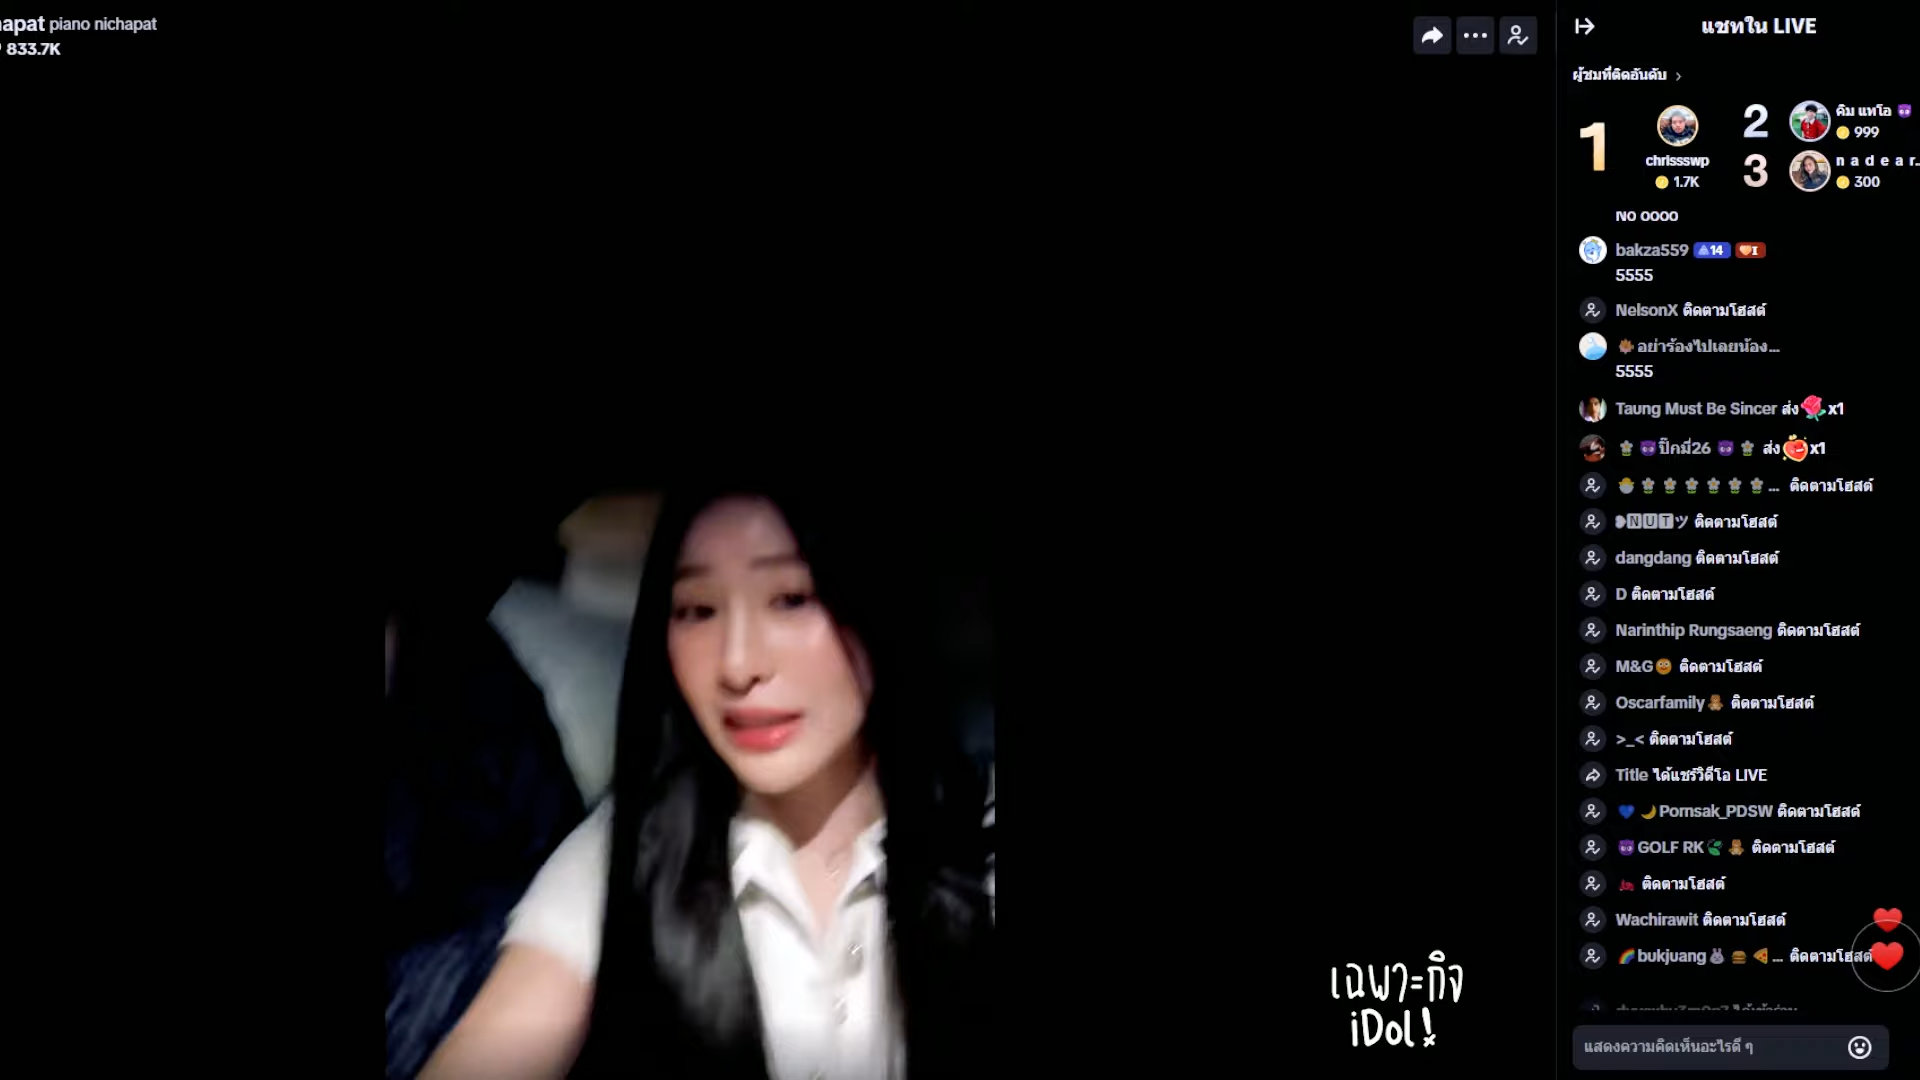 hapat piano nichapat
833.7K
แชทใน LIVE
ผู้ชมที่ติดอันดับ
1
chrissswp
1.7K
2
คิม แทโอ
999
3
n a d e a r..
300
No oooo
bakza559 14 I
5555
NelsonX ติดตามโฮสต์
อย่าร้องไปเลยน้อง...
5555
Taung Must Be Sincer ส่ง x1
ปิ๊คมี่26 ส่ง x1
... ติดตามโฮสต์
NUTツ ติดตามโฮสต์
dangdang ติดตามโฮสต์
D ติดตามโฮสต์
Narinthip Rungsaeng ติดตามโฮสต์
M&G ติดตามโฮสต์
Oscarfamily ติดตามโฮสต์
>_< ติดตามโฮสต์
Title ได้แชร์วิดีโอ LIVE
Pornsak_PDSW ติดตามโฮสต์
GOLF RK ติดตามโฮสต์
ติดตามโฮสต์
Wachirawit ติดตามโฮสต์
bukjuang ... ติดตามโฮสต์
แสดงความคิดเห็นอะไรดี ๆ
เฉพาะกิจ
iDol!